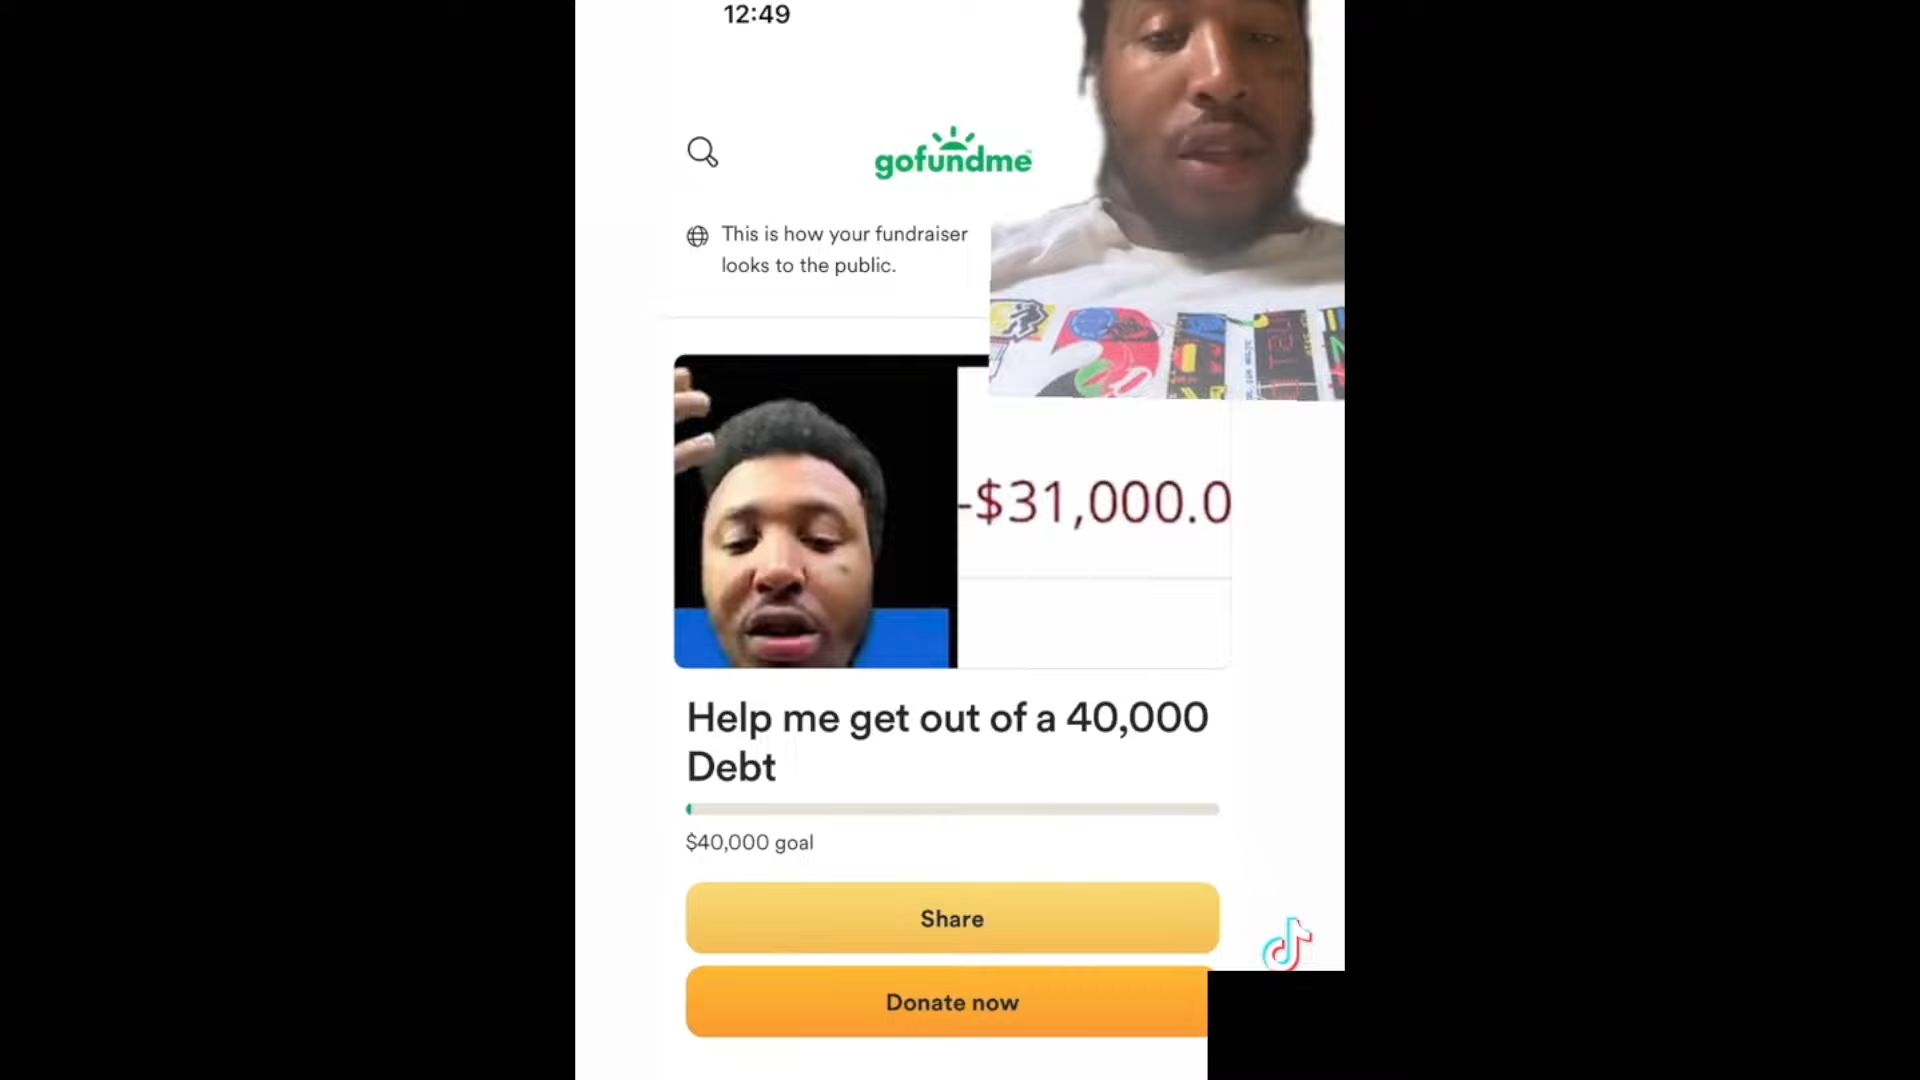 12:49
gofundme
This is how your fundraiser
looks to the public.
-$31,000.0
Help me get out of a 40,000
Debt
$40,000 goal
Share
Donate now